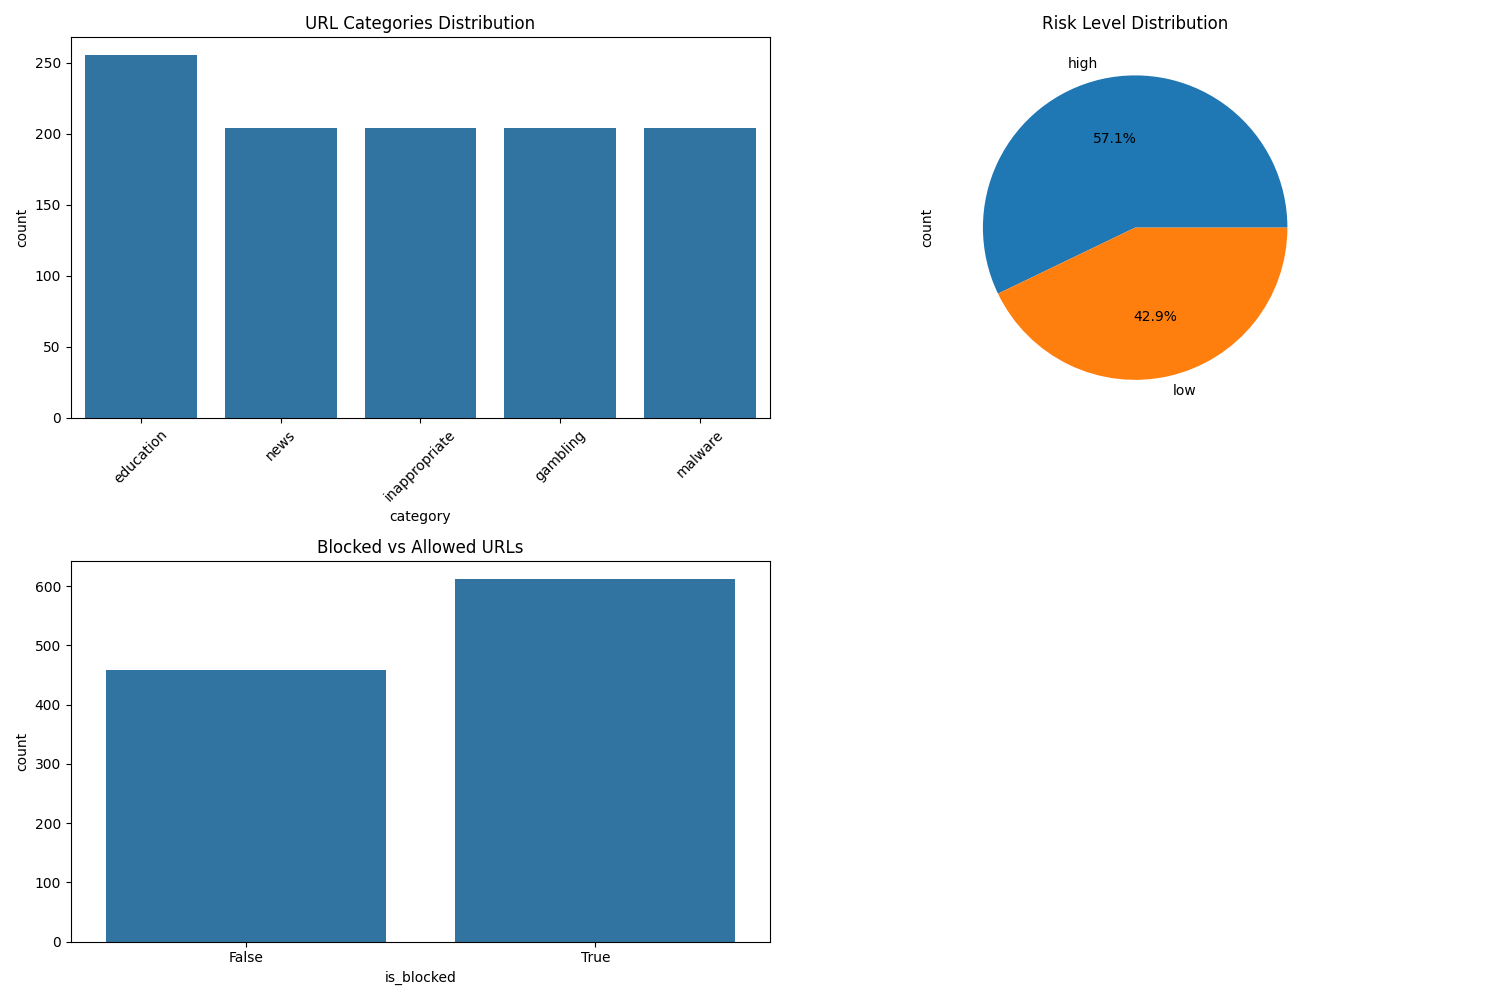 URL Categories Distribution
250
200
150
100
50
0
count
education
news
inappropriate
gambling
malware
category
Risk Level Distribution
high
57.1%
count
42.9%
low
Blocked vs Allowed URLs
600
500
400
300
200
100
0
count
False
True
is_blocked